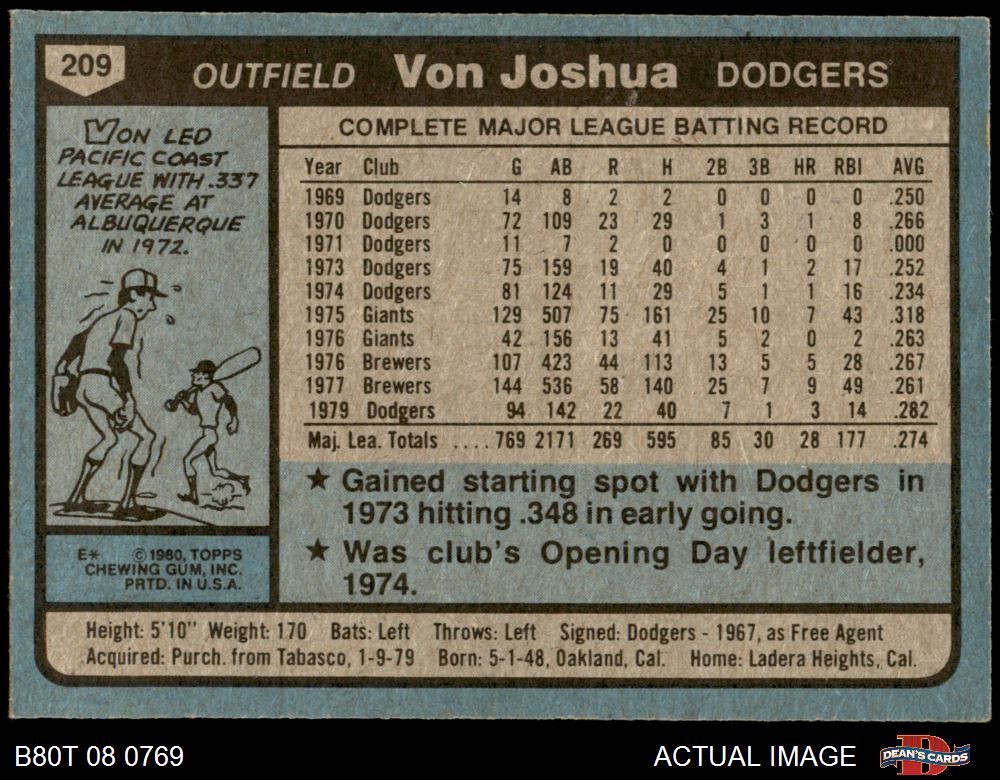 209
OUTFIELD Von Joshua DODGERS
VON LED
PACIFIC COAST
LEAGUE WITH .337
AVERAGE AT
ALBUQUERQUE
IN 1972.
COMPLETE MAJOR LEAGUE BATTING RECORD
Year Club G AB R H 2B 3B HR RBI AVG
1969 Dodgers 14 8 2 2 0 0 0 0 .250
1970 Dodgers 72 109 23 29 1 3 1 8 .266
1971 Dodgers 11 7 2 0 0 0 0 0 .000
1973 Dodgers 75 159 19 40 4 1 2 17 .252
1974 Dodgers 81 124 11 29 5 1 1 16 .234
1975 Giants 129 507 75 161 25 10 7 43 .318
1976 Giants 42 156 13 41 5 2 0 2 .263
1976 Brewers 107 423 44 113 13 5 5 28 .267
1977 Brewers 144 536 58 140 25 7 9 49 .261
1979 Dodgers 94 142 22 40 7 1 3 14 .282
Maj. Lea. Totals .... 769 2171 269 595 85 30 28 177 .274
★ Gained starting spot with Dodgers in
1973 hitting .348 in early going.
★ Was club's Opening Day leftfielder,
1974.
E* ©1980, TOPPS
CHEWING GUM, INC.
PRTD. IN U.S.A.
Height: 5'10" Weight: 170 Bats: Left Throws: Left Signed: Dodgers - 1967, as Free Agent
Acquired: Purch. from Tabasco, 1-9-79 Born: 5-1-48, Oakland, Cal. Home: Ladera Heights, Cal.
B80T 08 0769 ACTUAL IMAGE DEAN'S CARDS